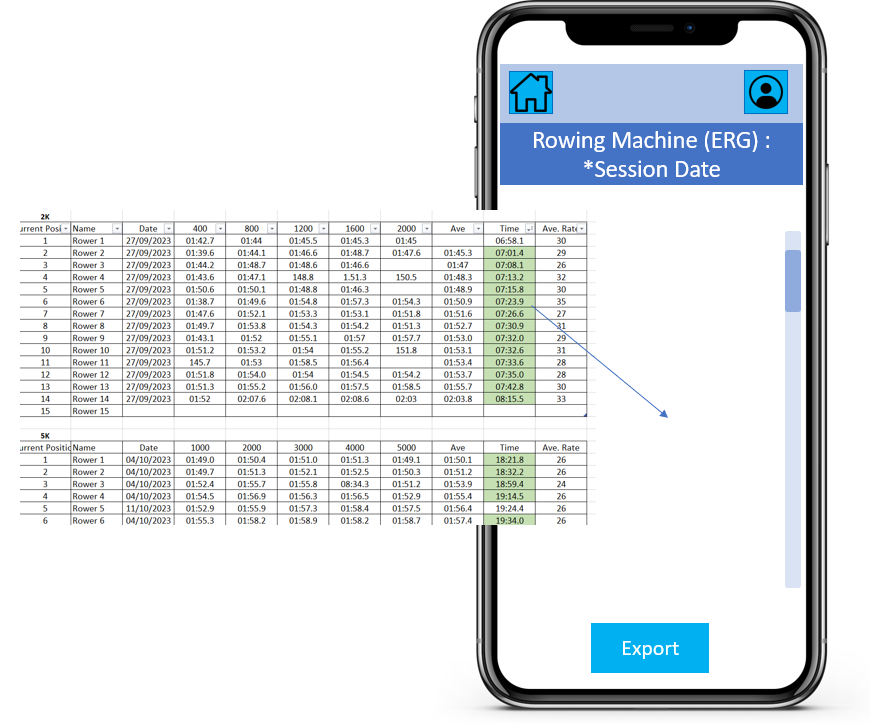 Rowing Machine (ERG) :
*Session Date
2K
urrent Posi Name Date 400 800 1200 1600 2000 Ave Time Ave. Rate
1 Rower 1 27/09/2023 01:42.7 01:44 01:45.5 01:45.3 01:45 06:58.1 30
2 Rower 2 27/09/2023 01:39.6 01:44.1 01:46.6 01:48.7 01:47.6 01:45.3 07:01.4 29
3 Rower 3 27/09/2023 01:44.2 01:48.7 01:48.6 01:46.6 01:47 07:08.1 26
4 Rower 4 27/09/2023 01:43.6 01:47.1 148.8 1.51.3 150.5 01:48.3 07:13.2 32
5 Rower 5 27/09/2023 01:50.6 01:50.1 01:48.8 01:46.3 01:48.9 07:15.8 30
6 Rower 6 27/09/2023 01:38.7 01:49.6 01:54.8 01:57.3 01:54.3 01:50.9 07:23.9 35
7 Rower 7 27/09/2023 01:47.6 01:52.1 01:53.3 01:53.1 01:51.8 01:51.6 07:26.6 27
8 Rower 8 27/09/2023 01:49.7 01:53.8 01:54.3 01:54.2 01:51.3 01:52.7 07:30.9 31
9 Rower 9 27/09/2023 01:43.1 01:52 01:55.1 01:57 01:57.7 01:53.0 07:32.0 29
10 Rower 10 27/09/2023 01:51.2 01:53.2 01:54 01:55.2 151.8 01:53.1 07:32.6 31
11 Rower 11 27/09/2023 145.7 01:53 01:58.5 01:56.4 01:53.4 07:33.6 28
12 Rower 12 27/09/2023 01:51.8 01:54.0 01:54 01:54.5 01:54.2 01:53.7 07:35.0 28
13 Rower 13 27/09/2023 01:51.3 01:55.2 01:56.0 01:57.5 01:58.5 01:55.7 07:42.8 30
14 Rower 14 27/09/2023 01:52 02:07.6 02:08.1 02:08.6 02:03 02:03.8 08:15.5 33
15 Rower 15
5K
urrent Positic Name Date 1000 2000 3000 4000 5000 Ave Time Ave. Rate
1 Rower 1 04/10/2023 01:49.0 01:50.4 01:51.0 01:51.3 01:49.1 01:50.1 18:21.8 26
2 Rower 2 04/10/2023 01:49.7 01:51.3 01:52.1 01:52.5 01:50.3 01:51.2 18:32.2 26
3 Rower 3 04/10/2023 01:52.4 01:55.7 01:55.8 08:34.3 01:51.2 01:53.9 18:59.4 24
4 Rower 4 04/10/2023 01:54.5 01:56.9 01:56.3 01:56.5 01:52.9 01:55.4 19:14.5 26
5 Rower 5 11/10/2023 01:52.9 01:55.9 01:57.3 01:58.4 01:57.5 01:56.4 19:24.4 26
6 Rower 6 04/10/2023 01:55.3 01:58.2 01:58.9 01:58.2 01:58.7 01:57.4 19:34.0 26
Export